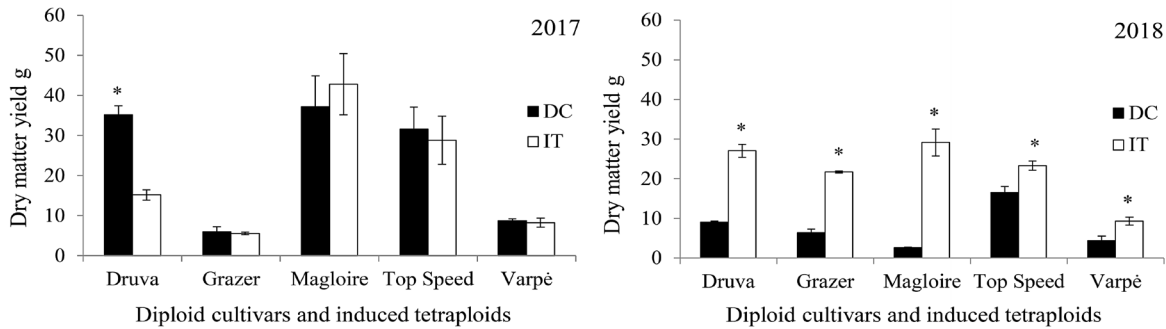 2017
60
50
40
30
20
10
0
Dry matter yield g
*
DC
IT
Druva Grazer Magloire Top Speed Varpė
Diploid cultivars and induced tetraploids
2018
60
50
40
30
20
10
0
Dry matter yield g
* * * * *
DC
IT
Druva Grazer Magloire Top Speed Varpė
Diploid cultivars and induced tetraploids